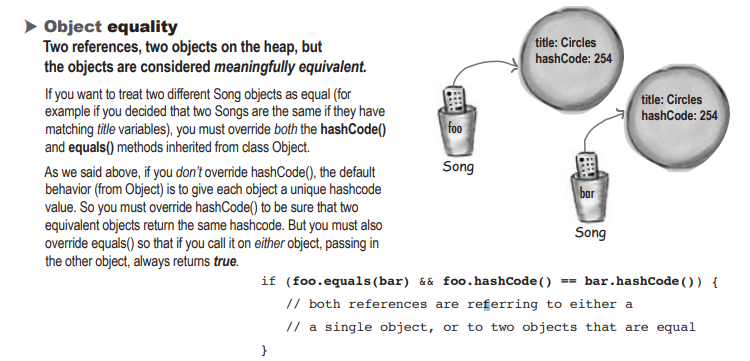 Object equality
Two references, two objects on the heap, but
the objects are considered meaningfully equivalent.
If you want to treat two different Song objects as equal (for
example if you decided that two Songs are the same if they have
matching title variables), you must override both the hashCode()
and equals() methods inherited from class Object.
As we said above, if you don't override hashCode(), the default
behavior (from Object) is to give each object a unique hashcode
value. So you must override hashCode() to be sure that two
equivalent objects return the same hashcode. But you must also
override equals() so that if you call it on either object, passing in
the other object, always returns true.
title: Circles
hashCode: 254
foo
Song
title: Circles
hashCode: 254
bar
Song
if (foo.equals(bar) && foo.hashCode() == bar.hashCode()) {
// both references are referring to either a
// a single object, or to two objects that are equal
}